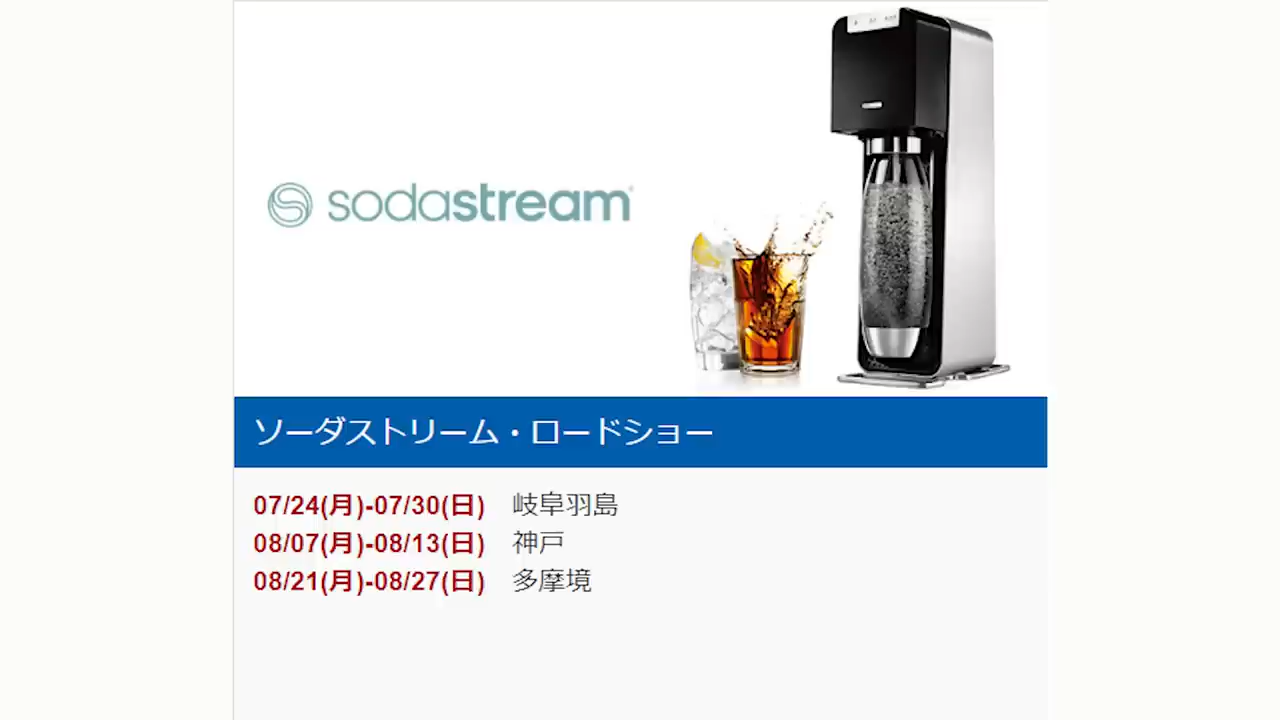 sodastream
ソーダストリーム・ロードショー
07/24(月)-07/30(日) 岐阜羽島
08/07(月)-08/13(日) 神戸
08/21(月)-08/27(日) 多摩境